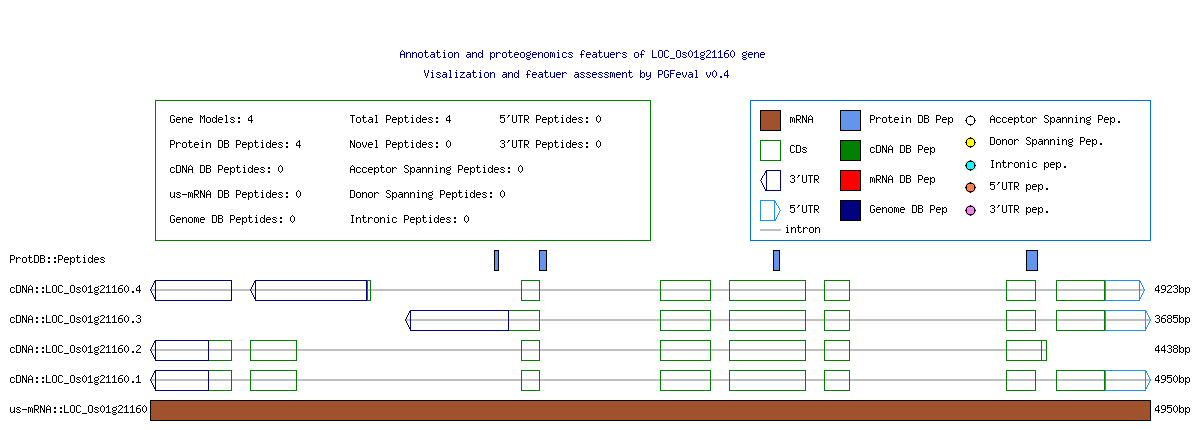 Annotation and proteogenomics featuers of LOC_Os01g21160 gene
Visalization and featuer assessment by PGFeval v0.4
Gene Models: 4 Total Peptides: 4 5'UTR Peptides: 0
Protein DB Peptides: 4 Novel Peptides: 0 3'UTR Peptides: 0
cDNA DB Peptides: 0 Acceptor Spanning Peptides: 0
us-mRNA DB Peptides: 0 Donor Spanning Peptides: 0
Genome DB Peptides: 0 Intronic Peptides: 0
mRNA Protein DB Pep Acceptor Spanning Pep.
CDs cDNA DB Pep Donor Spanning Pep.
3'UTR mRNA DB Pep Intronic pep.
5'UTR Genome DB Pep 5'UTR pep.
intron 3'UTR pep.
ProtDB::Peptides
cDNA::LOC_Os01g21160.4 4923bp
cDNA::LOC_Os01g21160.3 3685bp
cDNA::LOC_Os01g21160.2 4438bp
cDNA::LOC_Os01g21160.1 4950bp
us-mRNA::LOC_Os01g21160 4950bp